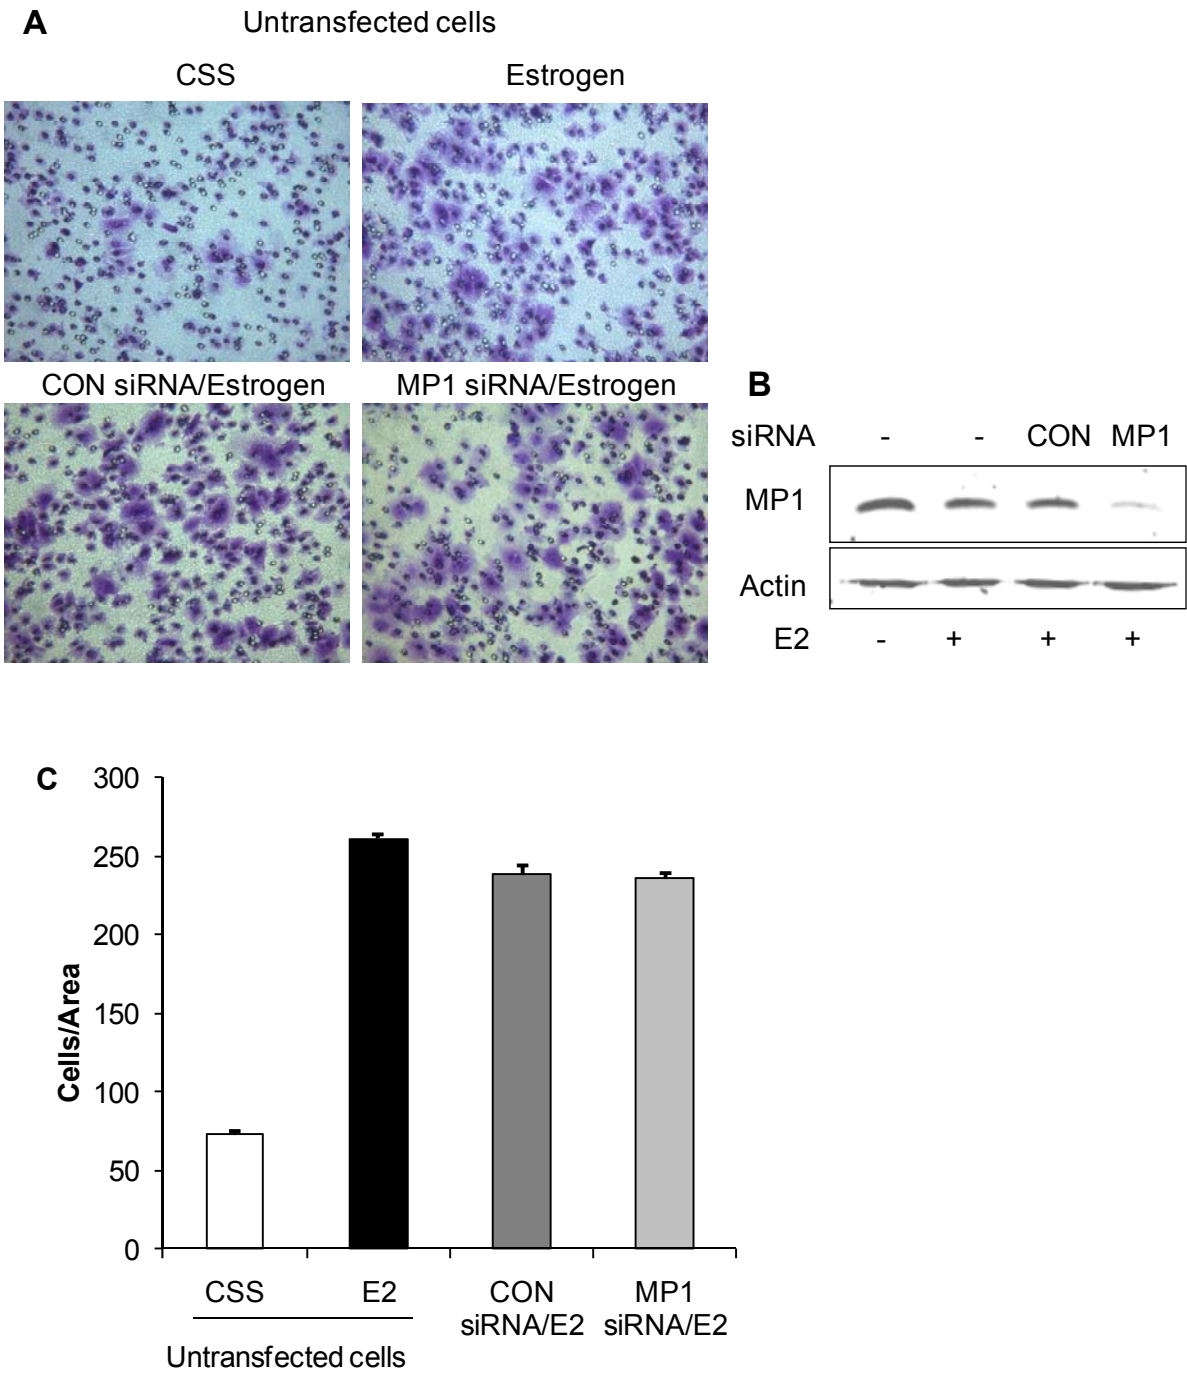 A
Untransfected cells
CSS Estrogen
CON siRNA/Estrogen MP1 siRNA/Estrogen
B
siRNA - - CON MP1
MP1
Actin
E2 - + + +
C
300
250
200
150
100
50
0
Cells/Area
CSS E2 CON MP1
siRNA/E2 siRNA/E2
Untransfected cells